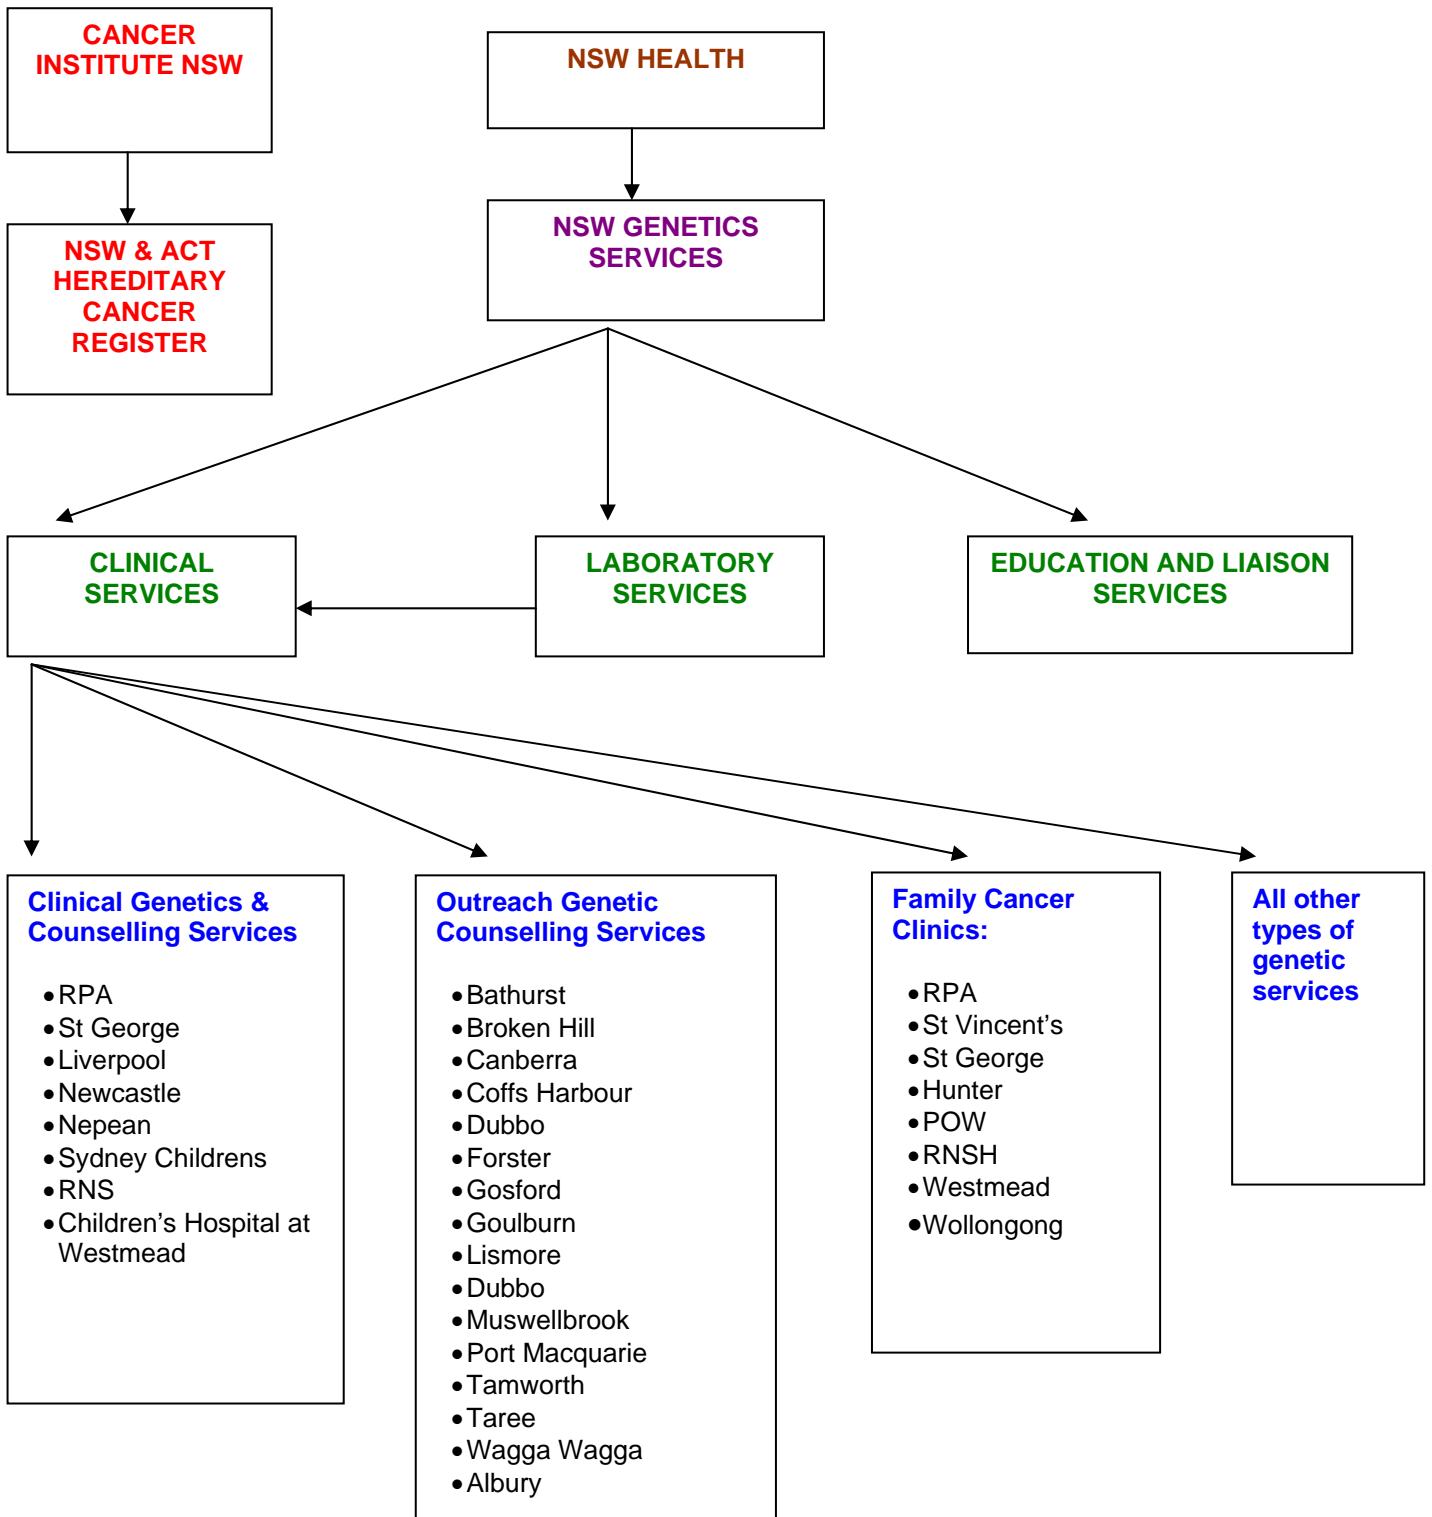 CANCER
INSTITUTE NSW
NSW HEALTH
NSW & ACT
HEREDITARY
CANCER
REGISTER
NSW GENETICS
SERVICES
CLINICAL
SERVICES
LABORATORY
SERVICES
EDUCATION AND LIAISON
SERVICES
Clinical Genetics &
Counselling Services
•RPA
•St George
•Liverpool
•Newcastle
•Nepean
•Sydney Childrens
•RNS
•Children's Hospital at
Westmead
Outreach Genetic
Counselling Services
•Bathurst
•Broken Hill
•Canberra
•Coffs Harbour
•Dubbo
•Forster
•Gosford
•Goulburn
•Lismore
•Dubbo
•Muswellbrook
•Port Macquarie
•Tamworth
•Taree
•Wagga Wagga
•Albury
Family Cancer
Clinics:
•RPA
•St Vincent's
•St George
•Hunter
•POW
•RNSH
•Westmead
•Wollongong
All other
types of
genetic
services